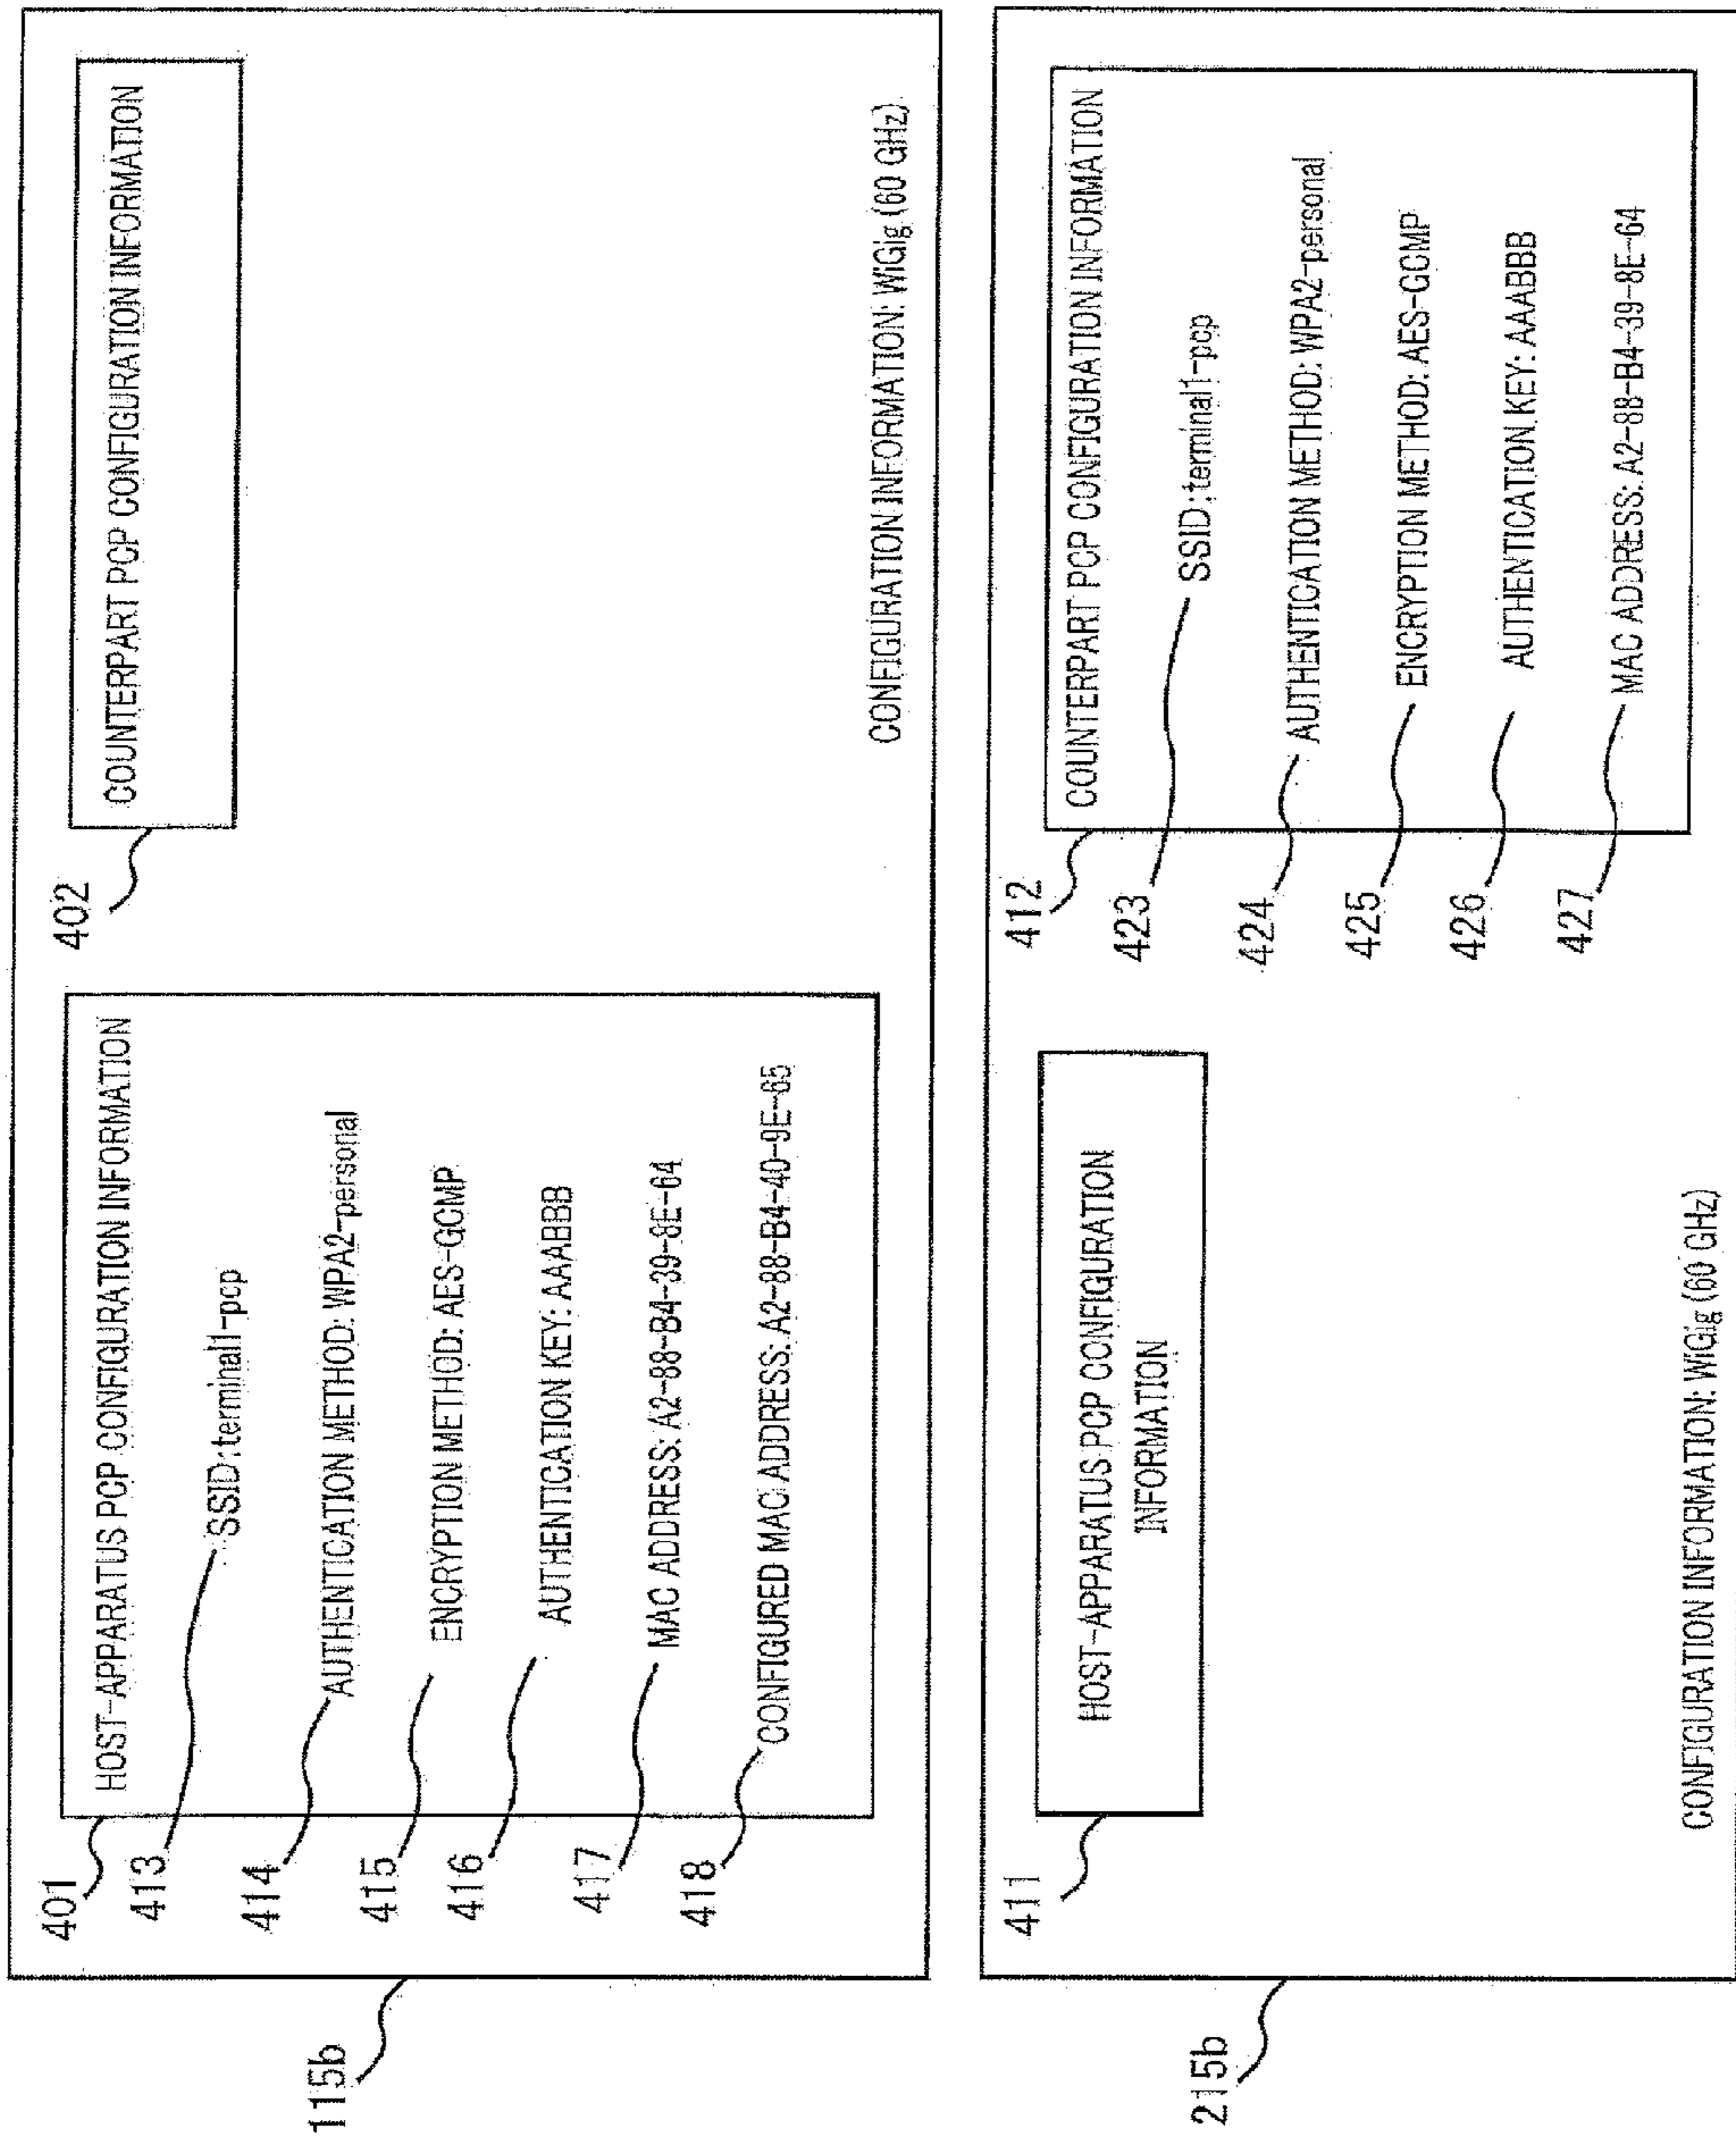 115b
401
HOST-APPARATUS PCP CONFIGURATION INFORMATION
413
SSID:terminal1-pcp
414
AUTHENTICATION METHOD: WPA2-personal
415
ENCRYPTION METHOD: AES-GCMP
416
AUTHENTICATION KEY: AAABBB
417
MAC ADDRESS: A2-88-B4-39-8E-64
418
CONFIGURED MAC ADDRESS: A2-88-B4-40-9E-65
402
COUNTERPART PCP CONFIGURATION INFORMATION
CONFIGURATION INFORMATION: WiGig (60 GHz)
215b
411
HOST-APPARATUS PCP CONFIGURATION
INFORMATION
CONFIGURATION INFORMATION: WiGig (60 GHz)
412
COUNTERPART PCP CONFIGURATION INFORMATION
423
SSID:terminal1-pcp
424
AUTHENTICATION METHOD: WPA2-personal
425
ENCRYPTION METHOD: AES-GCMP
426
AUTHENTICATION KEY: AAABBB
427
MAC ADDRESS: A2-88-B4-39-8E-64